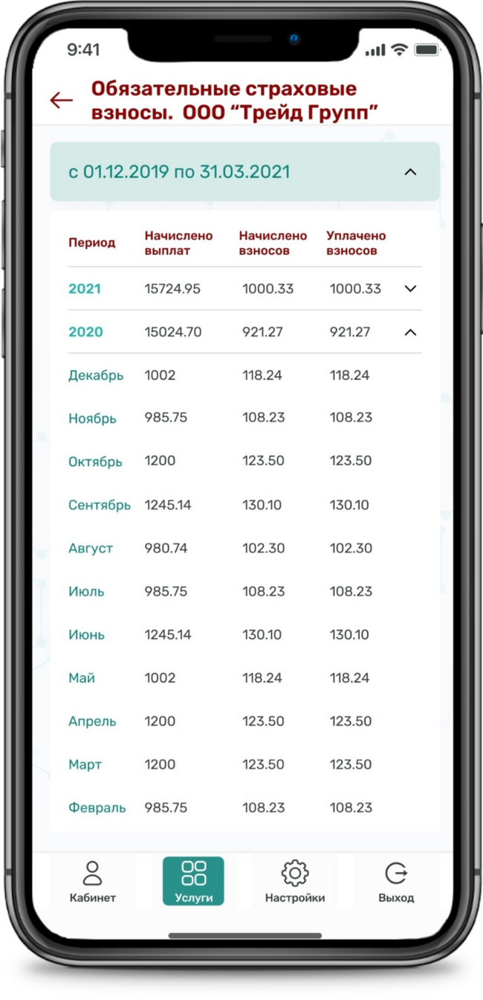 9:41
Обязательные страховые
взносы. ООО “Трейд Групп”
с 01.12.2019 по 31.03.2021
Период Начислено выплат Начислено взносов Уплачено взносов
2021 15724.95 1000.33 1000.33
2020 15024.70 921.27 921.27
Декабрь 1002 118.24 118.24
Ноябрь 985.75 108.23 108.23
Октябрь 1200 123.50 123.50
Сентябрь 1245.14 130.10 130.10
Август 980.74 102.30 102.30
Июль 985.75 108.23 108.23
Июнь 1245.14 130.10 130.10
Май 1002 118.24 118.24
Апрель 1200 123.50 123.50
Март 1200 123.50 123.50
Февраль 985.75 108.23 108.23
Кабинет Услуги Настройки Выход